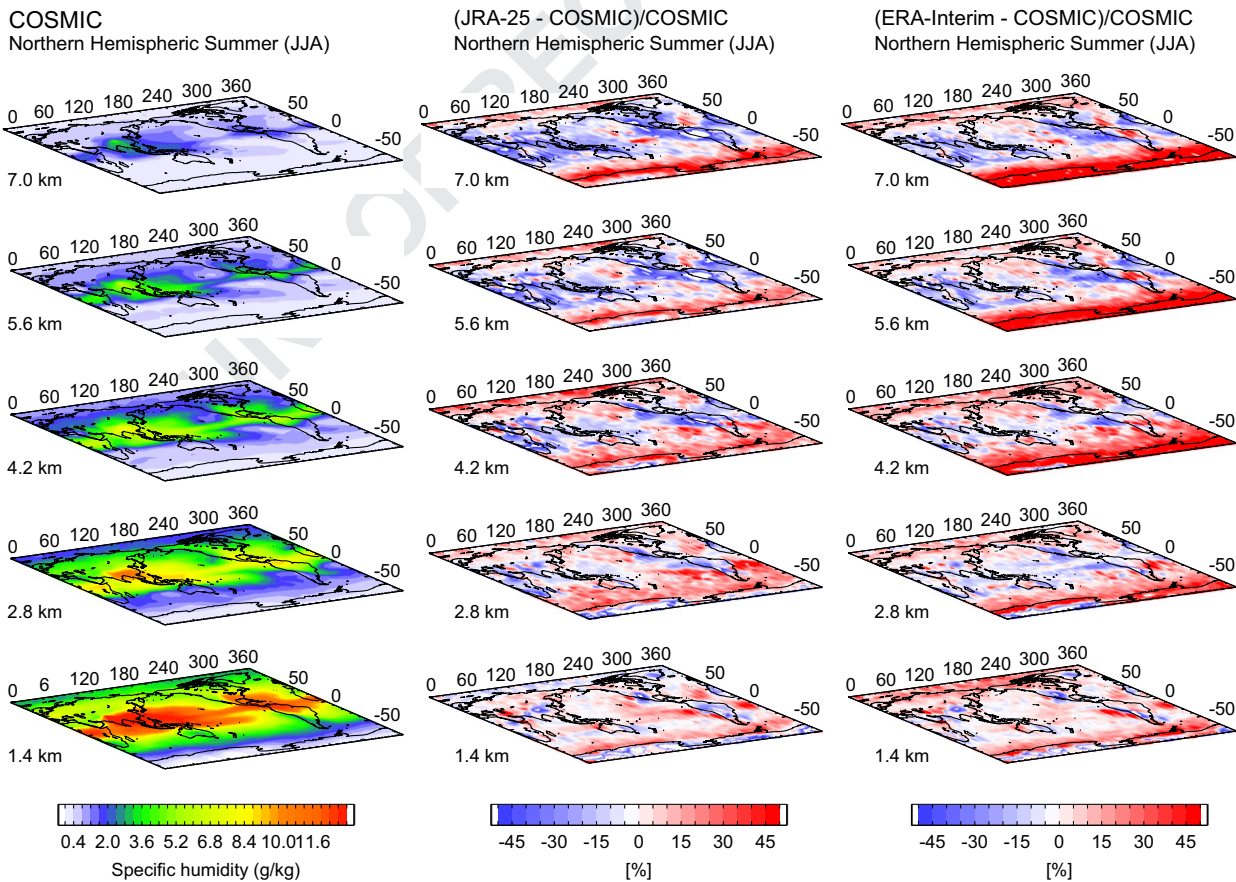 COSMIC
Northern Hemispheric Summer (JJA)
(JRA-25 - COSMIC)/COSMIC
Northern Hemispheric Summer (JJA)
(ERA-Interim - COSMIC)/COSMIC
Northern Hemispheric Summer (JJA)
0 60 120 180 240 300 360 50 0 -50
7.0 km
0 60 120 180 240 300 360 50 0 -50
7.0 km
0 60 120 180 240 300 360 50 0 -50
7.0 km
0 60 120 180 240 300 360 50 0 -50
5.6 km
0 60 120 180 240 300 360 50 0 -50
5.6 km
0 60 120 180 240 300 360 50 0 -50
5.6 km
0 60 120 180 240 300 360 50 0 -50
4.2 km
0 60 120 180 240 300 360 50 0 -50
4.2 km
0 60 120 180 240 300 360 50 0 -50
4.2 km
0 60 120 180 240 300 360 50 0 -50
2.8 km
0 60 120 180 240 300 360 50 0 -50
2.8 km
0 60 120 180 240 300 360 50 0 -50
2.8 km
0 6 120 180 240 300 360 50 0 -50
1.4 km
0 60 120 180 240 300 360 50 0 -50
1.4 km
0 60 120 180 240 300 360 50 0 -50
1.4 km
0.4 2.0 3.6 5.2 6.8 8.4 10.0 11.6
Specific humidity (g/kg)
-45 -30 -15 0 15 30 45
[%]
-45 -30 -15 0 15 30 45
[%]